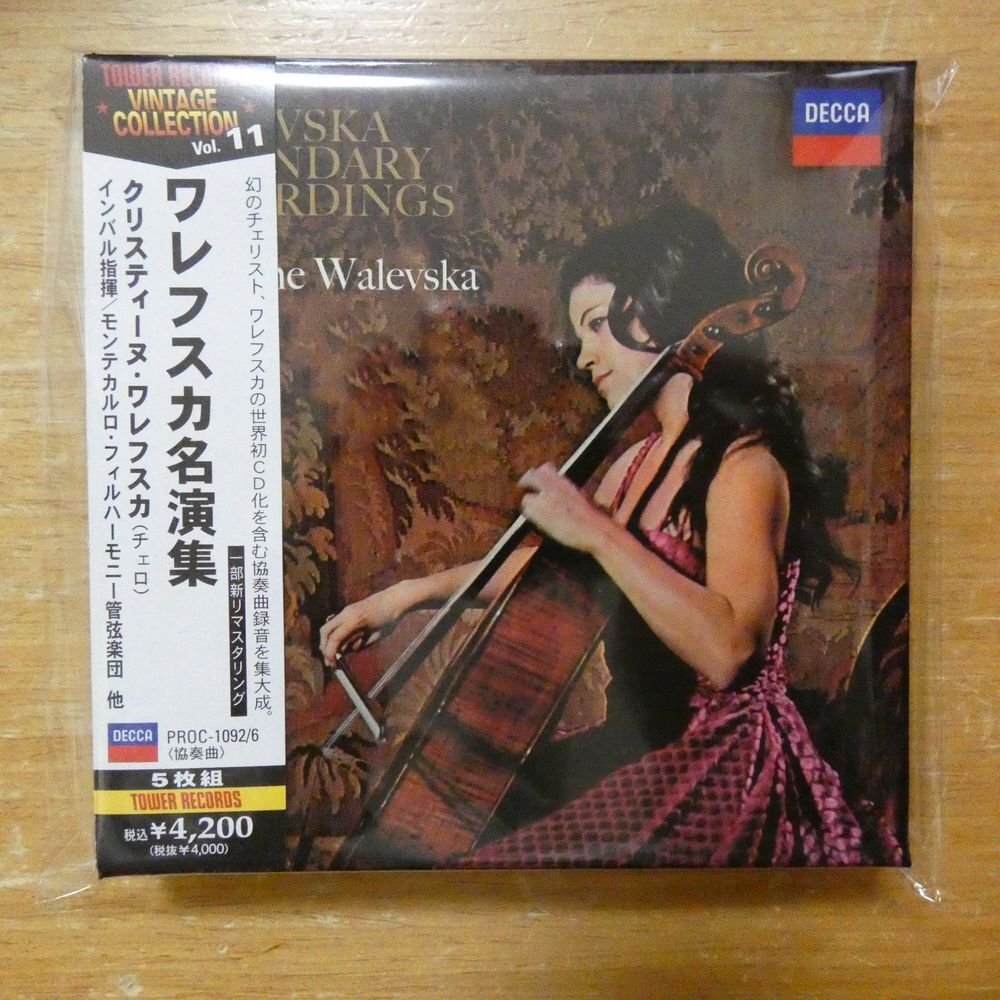 TOWER RECORDS
VINTAGE
COLLECTION
Vol. 11
幻のチェリスト、ワレフスカの世界初CD化を含む協奏曲録音を集大成。
一部新リマスタリング
ワレフスカ名演集
クリスティーヌ・ワレフスカ(チェロ)
インバル指揮/モンテカルロ・フィルハーモニー管弦楽団 他
DECCA
PROC-1092/6
〈協奏曲〉
5枚組
TOWER RECORDS
税込¥4,200
(税抜¥4,000)
VSKA
NDARY
RDINGS
ne Walevska
DECCA